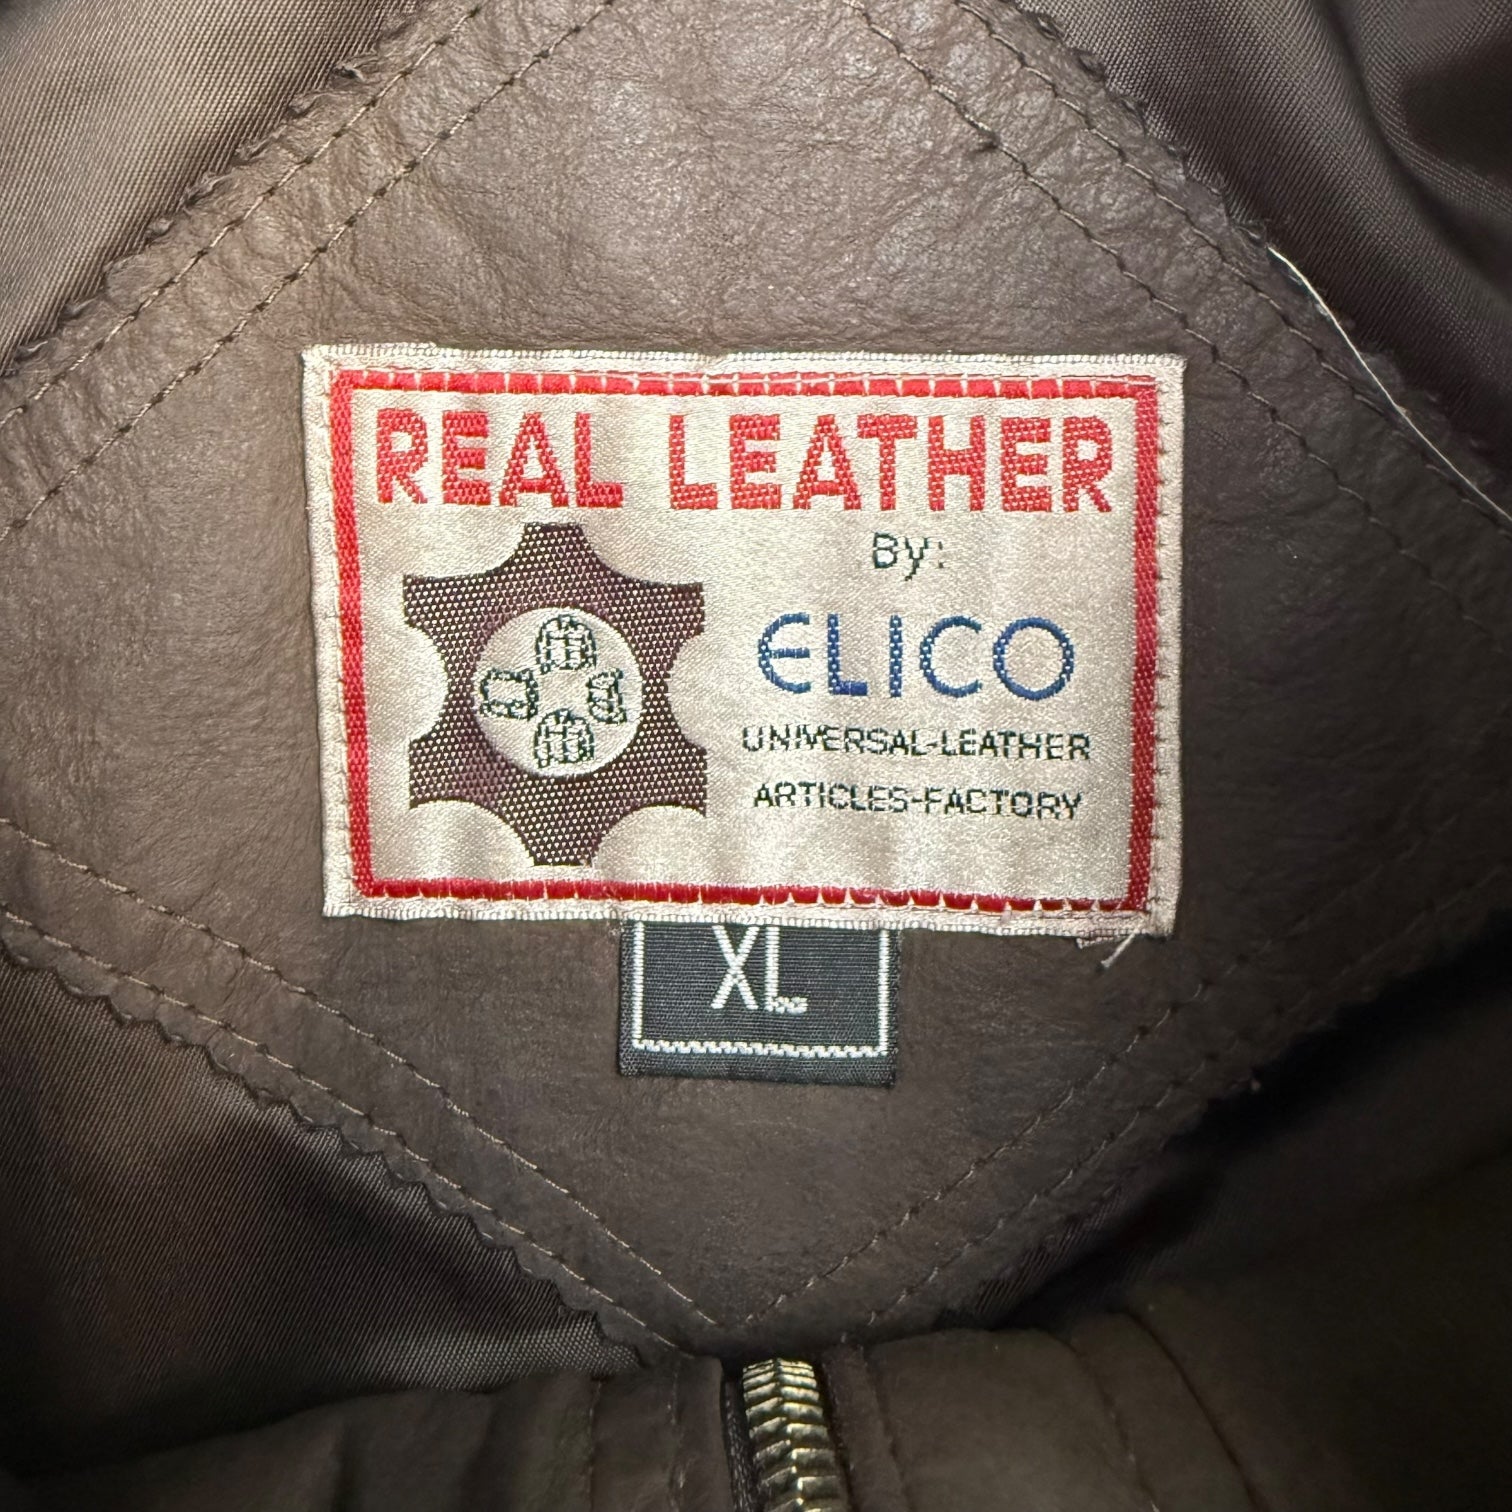 REAL LEATHER
By:
ELICO
UNIVERSAL-LEATHER
ARTICLES-FACTORY
XL